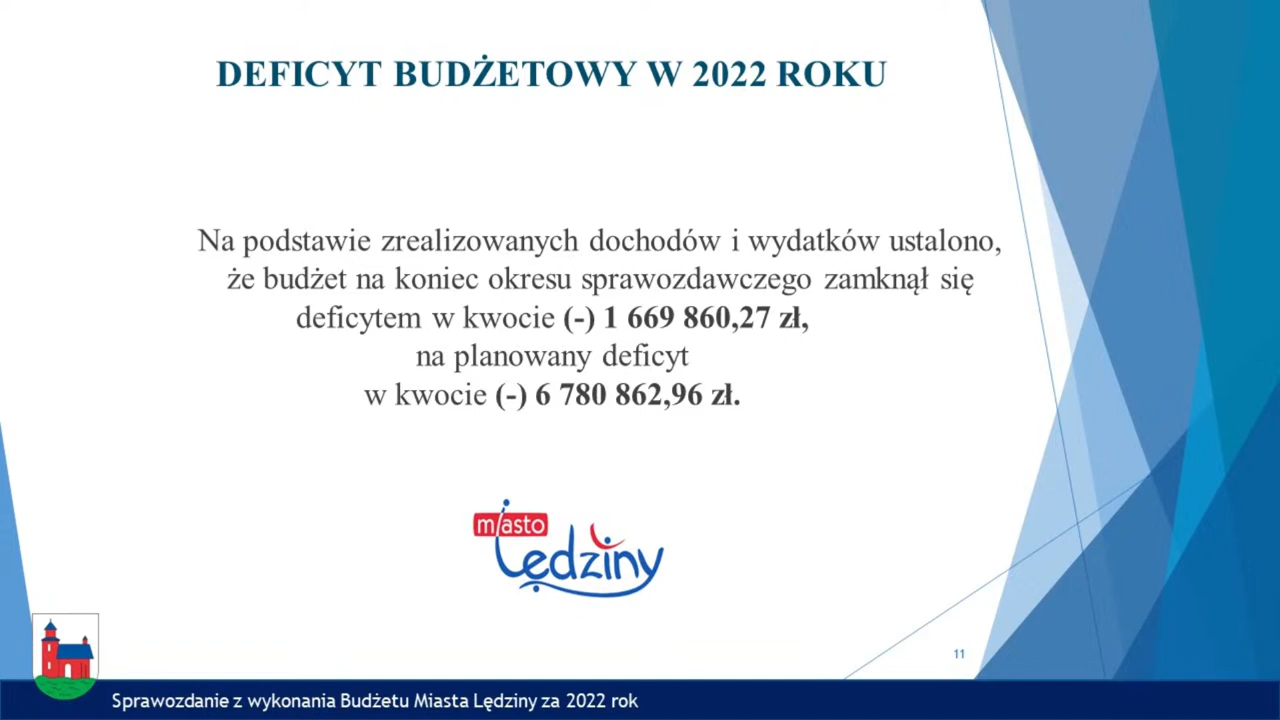 DEFICYT BUDŻETOWY W 2022 ROKU
Na podstawie zrealizowanych dochodów i wydatków ustalono,
że budżet na koniec okresu sprawozdawczego zamknął się
deficytem w kwocie (-) 1 669 860,27 zł,
na planowany deficyt
w kwocie (-) 6 780 862,96 zł.
miasto
Lędziny
11
Sprawozdanie z wykonania Budżetu Miasta Lędziny za 2022 rok